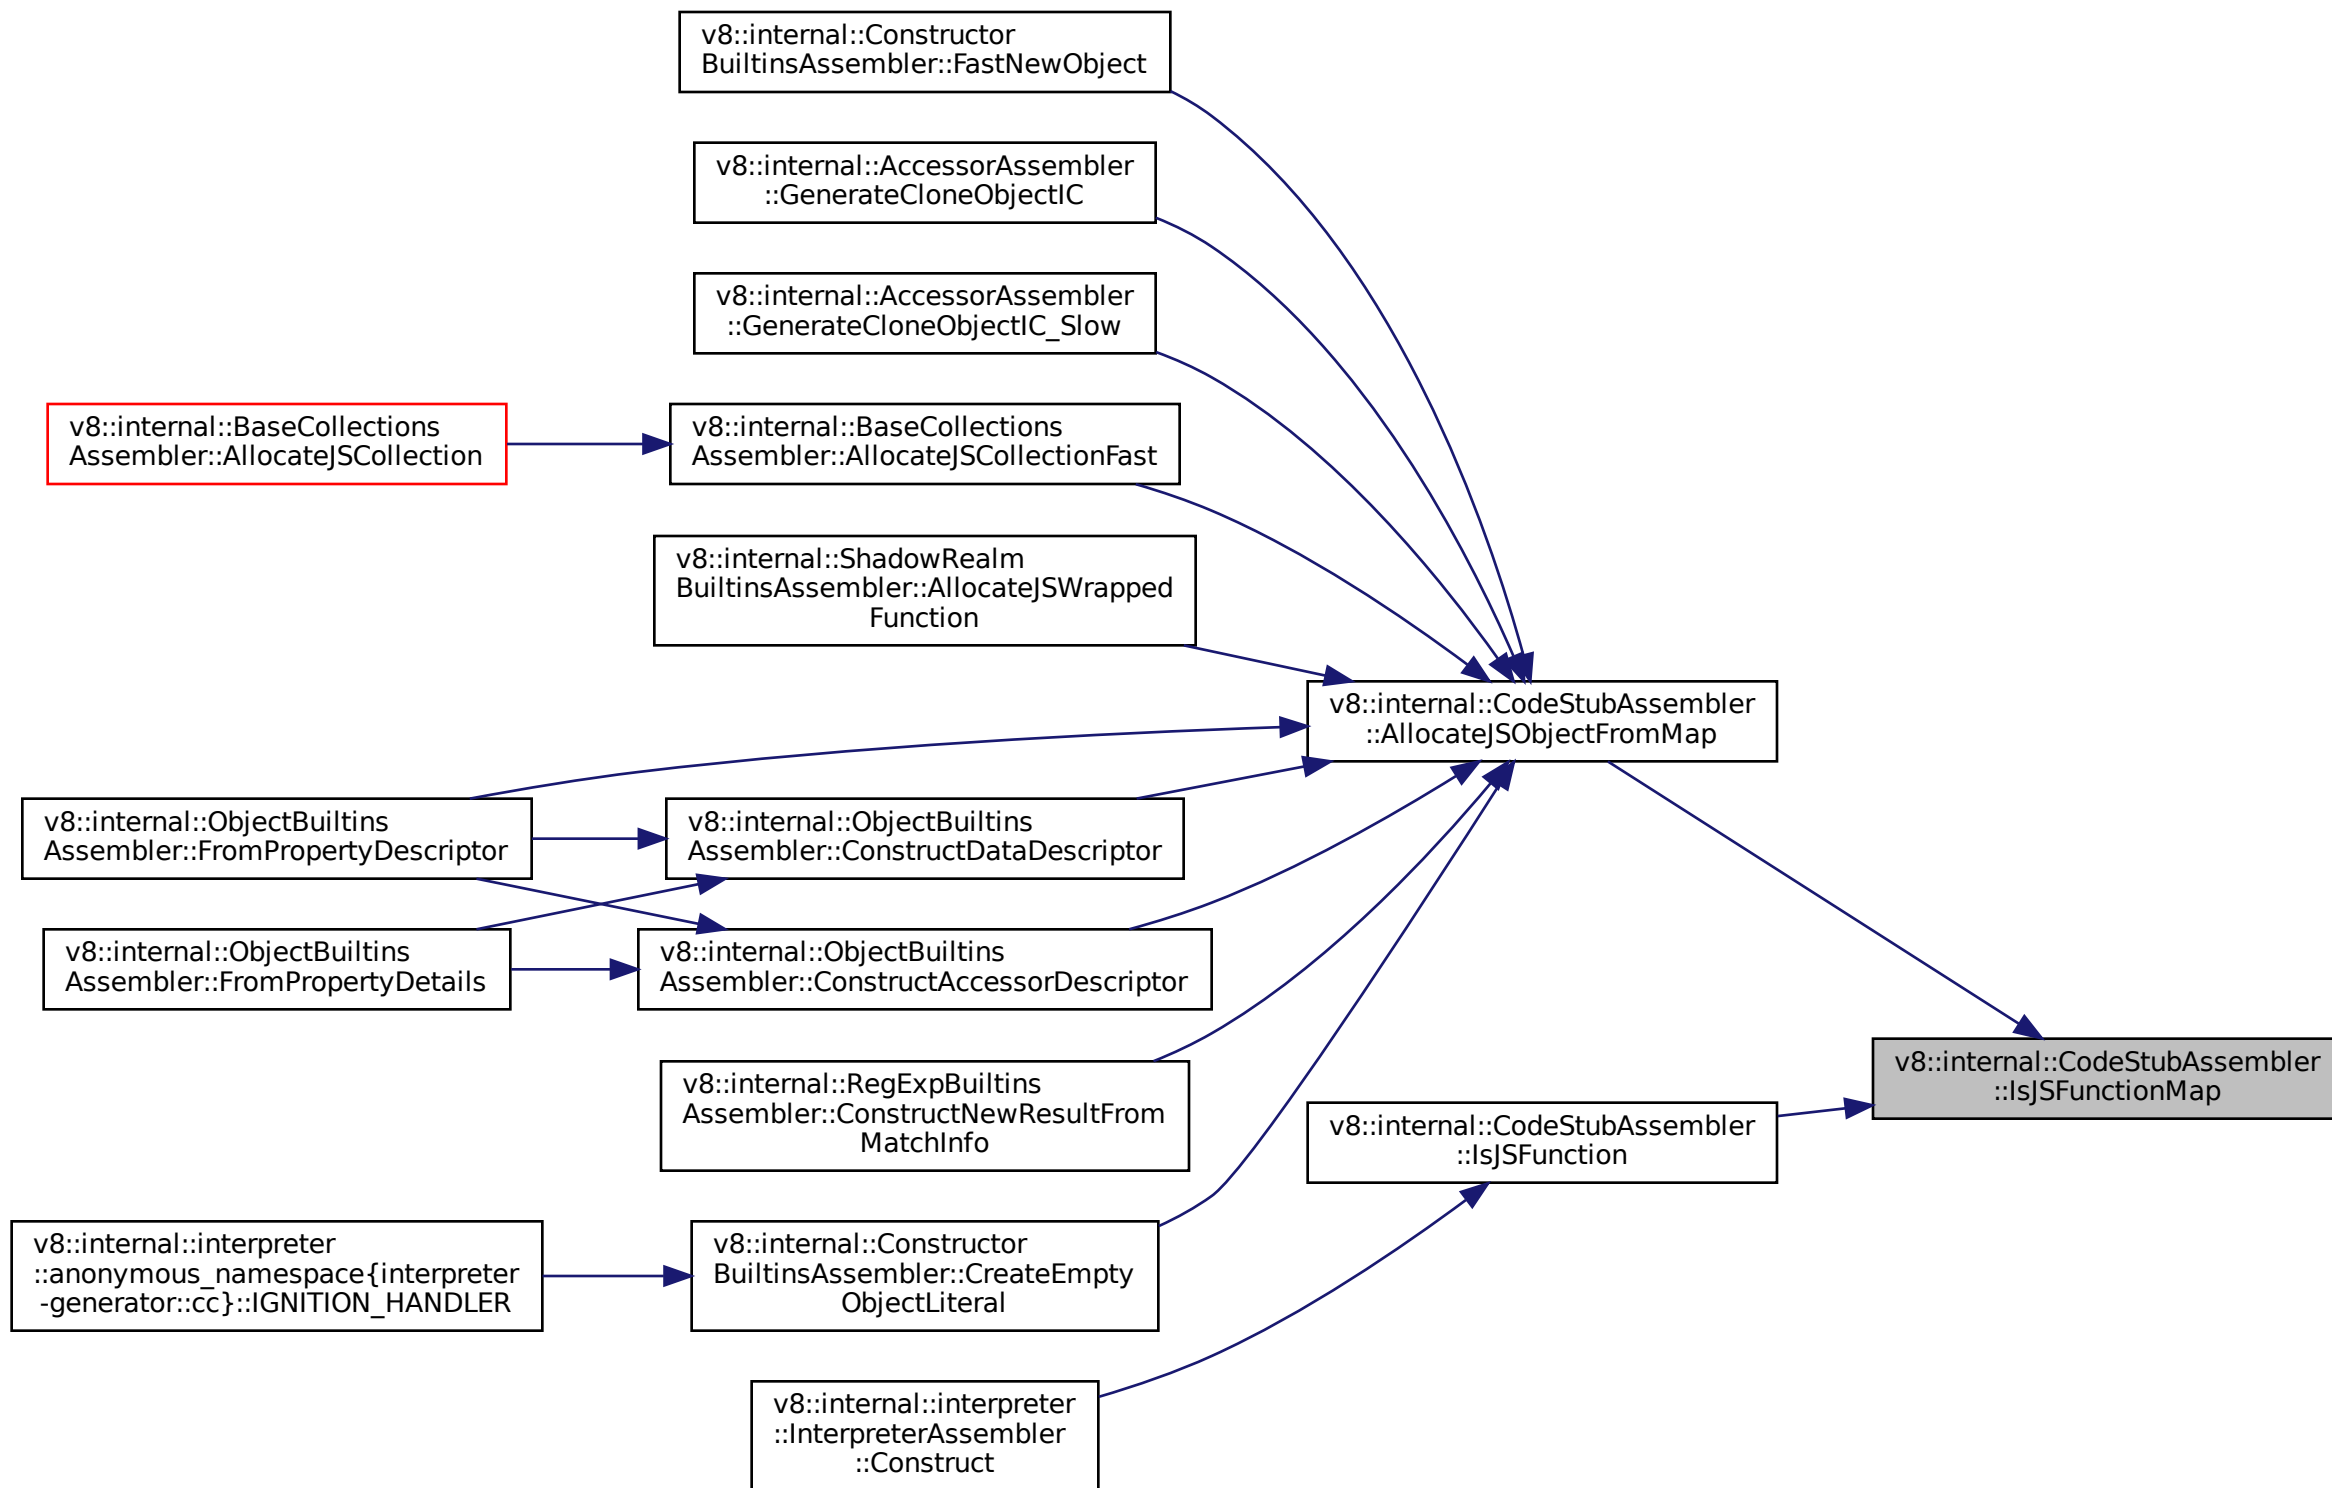 v8::internal::Constructor
BuiltinsAssembler::FastNewObject
v8::internal::AccessorAssembler
::GenerateCloneObjectIC
v8::internal::AccessorAssembler
::GenerateCloneObjectIC_Slow
v8::internal::BaseCollections
Assembler::AllocateJSCollection
v8::internal::BaseCollections
Assembler::AllocateJSCollectionFast
v8::internal::ShadowRealm
BuiltinsAssembler::AllocateJSWrapped
Function
v8::internal::CodeStubAssembler
::AllocateJSObjectFromMap
v8::internal::ObjectBuiltins
Assembler::FromPropertyDescriptor
v8::internal::ObjectBuiltins
Assembler::ConstructDataDescriptor
v8::internal::ObjectBuiltins
Assembler::FromPropertyDetails
v8::internal::ObjectBuiltins
Assembler::ConstructAccessorDescriptor
v8::internal::CodeStubAssembler
::IsJSFunctionMap
v8::internal::RegExpBuiltins
Assembler::ConstructNewResultFrom
MatchInfo
v8::internal::CodeStubAssembler
::IsJSFunction
v8::internal::interpreter
::anonymous_namespace{interpreter
-generator::cc}::IGNITION_HANDLER
v8::internal::Constructor
BuiltinsAssembler::CreateEmpty
ObjectLiteral
v8::internal::interpreter
::InterpreterAssembler
::Construct